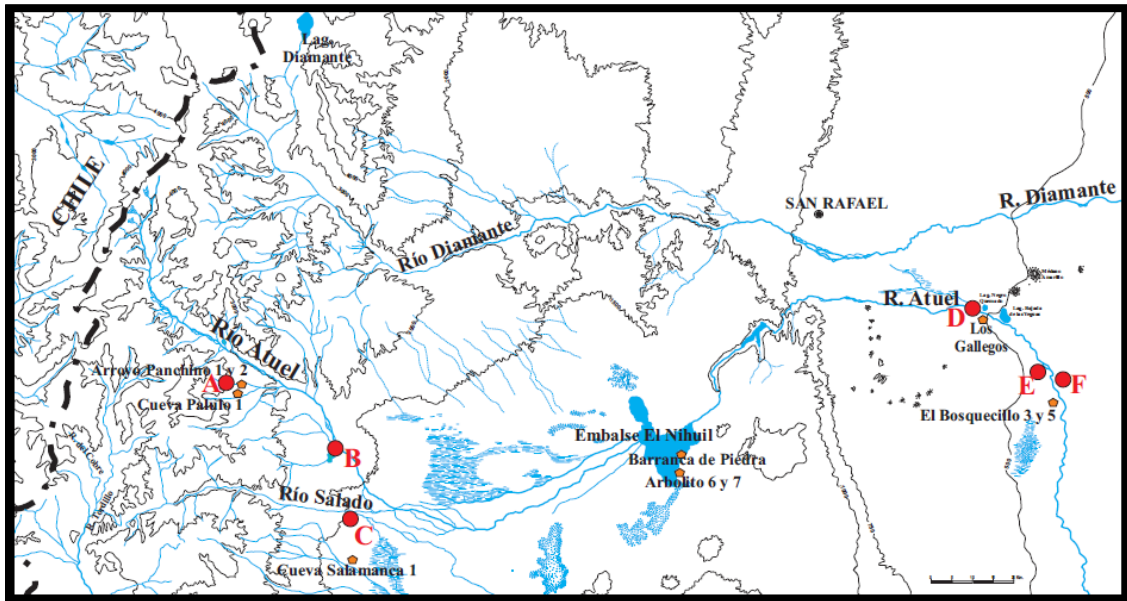 Lag.
Diamante
CHILE
SAN RAFAEL
R. Diamante
Río Diamante
R. Atuel
D
Los
Gallegos
Río Atuel
Arroyo Panchino 1 y 2
A
Cueva Palulo 1
E
F
El Bosquecillo 3 y 5
B
Embalse El Nihuil
Barranca de Piedra
Arbolito 6 y 7
Río Salado
C
Cueva Salamanca 1